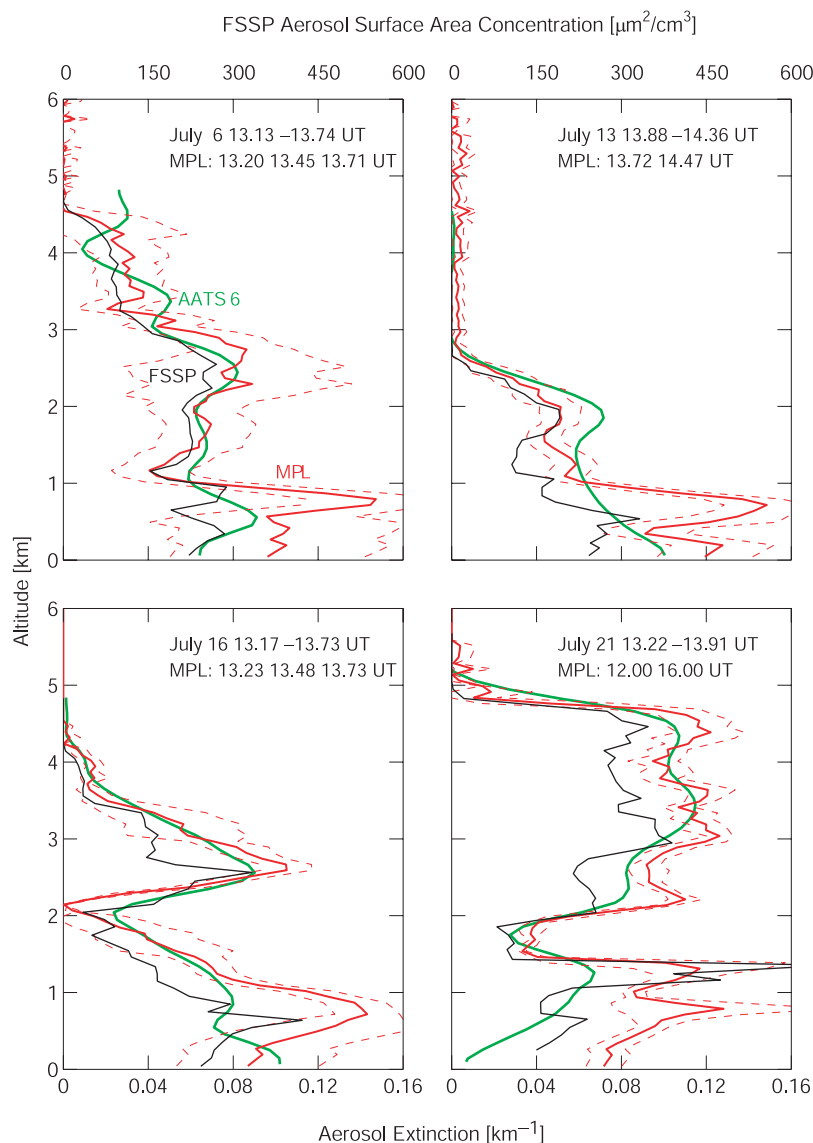 FSSP Aerosol Surface Area Concentration [μm²/cm³]
0 150 300 450 600
0 150 300 450 600
6
5
4
3
2
1
0
July 6 13.13 –13.74 UT
MPL: 13.20 13.45 13.71 UT
AATS 6
FSSP
MPL
July 13 13.88 –14.36 UT
MPL: 13.72 14.47 UT
Altitude [km]
6
5
4
3
2
1
0
July 16 13.17 –13.73 UT
MPL: 13.23 13.48 13.73 UT
July 21 13.22 –13.91 UT
MPL: 12.00 16.00 UT
0 0.04 0.08 0.12 0.16
0 0.04 0.08 0.12 0.16
Aerosol Extinction [km⁻¹]